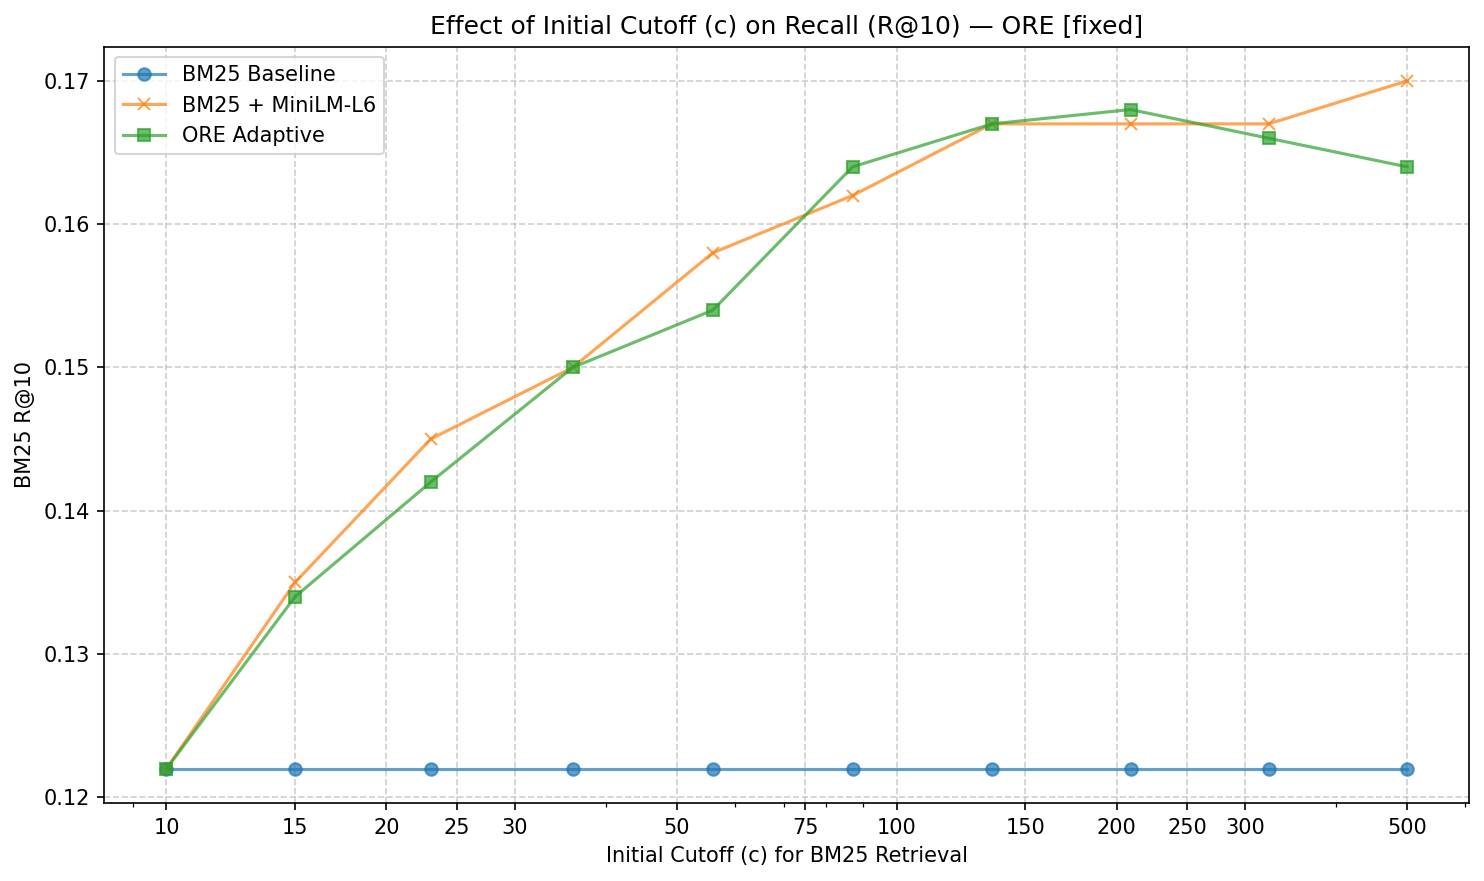 Effect of Initial Cutoff (c) on Recall (R@10) — ORE [fixed]
BM25 Baseline
BM25 + MiniLM-L6
ORE Adaptive
BM25 R@10
0.17
0.16
0.15
0.14
0.13
0.12
10 15 20 25 30 50 75 100 150 200 250 300 500
Initial Cutoff (c) for BM25 Retrieval